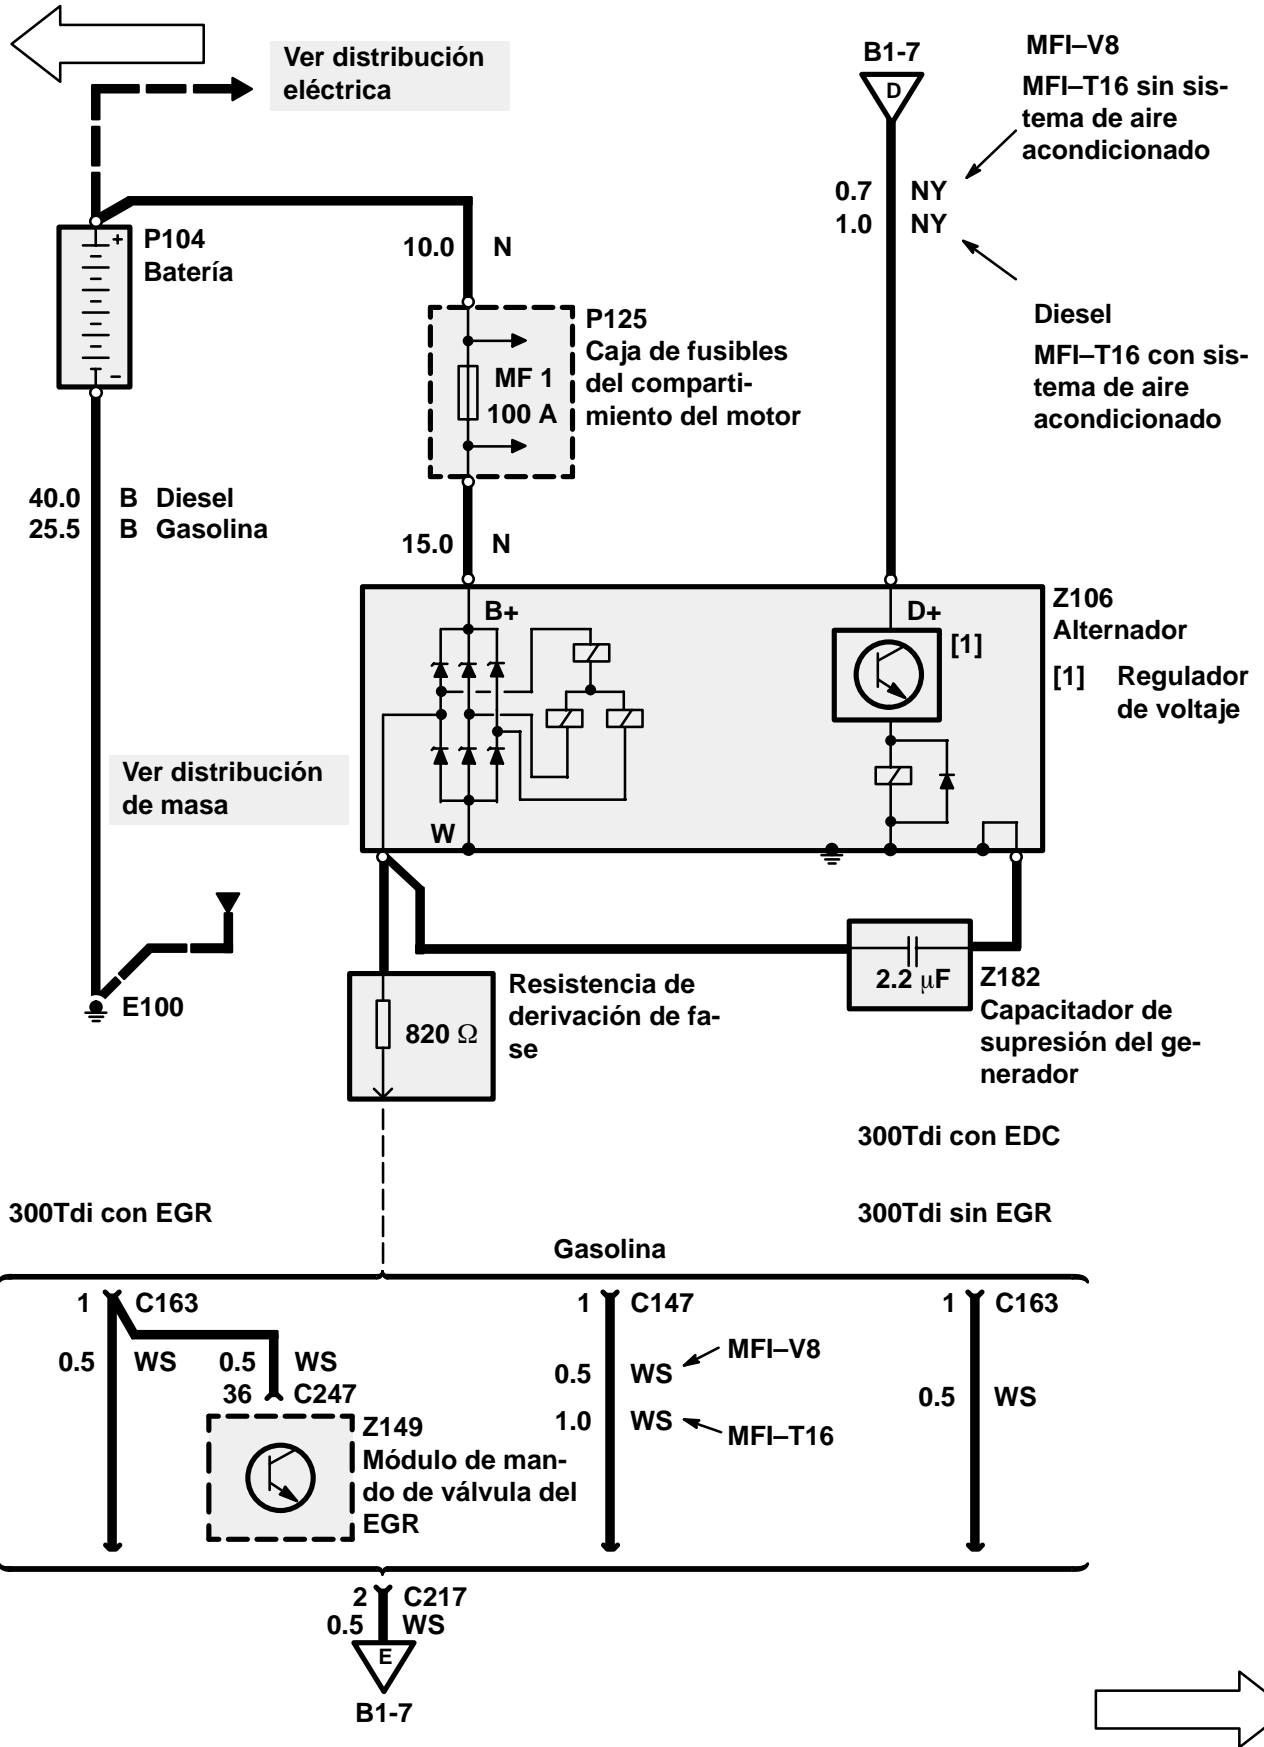 Ver distribución
eléctrica
B1-7
D
MFI–V8
MFI–T16 sin sis-
tema de aire
acondicionado
0.7 NY
1.0 NY
P104
Batería
+
–
10.0 N
P125
Caja de fusibles
del comparti-
miento del motor
MF 1
100 A
Diesel
MFI–T16 con sis-
tema de aire
acondicionado
40.0 B Diesel
25.5 B Gasolina
15.0 N
B+
D+
[1]
Z106
Alternador
[1] Regulador
de voltaje
Ver distribución
de masa
W
E100
Resistencia de
derivación de fa-
se
820 Ω
2.2 µF
Z182
Capacitador de
supresión del ge-
nerador
300Tdi con EDC
300Tdi con EGR
300Tdi sin EGR
Gasolina
1 C163
1 C147
1 C163
0.5 WS
0.5 WS
36 C247
0.5 WS
MFI–V8
1.0 WS
MFI–T16
0.5 WS
Z149
Módulo de man-
do de válvula del
EGR
2 C217
0.5 WS
E
B1-7